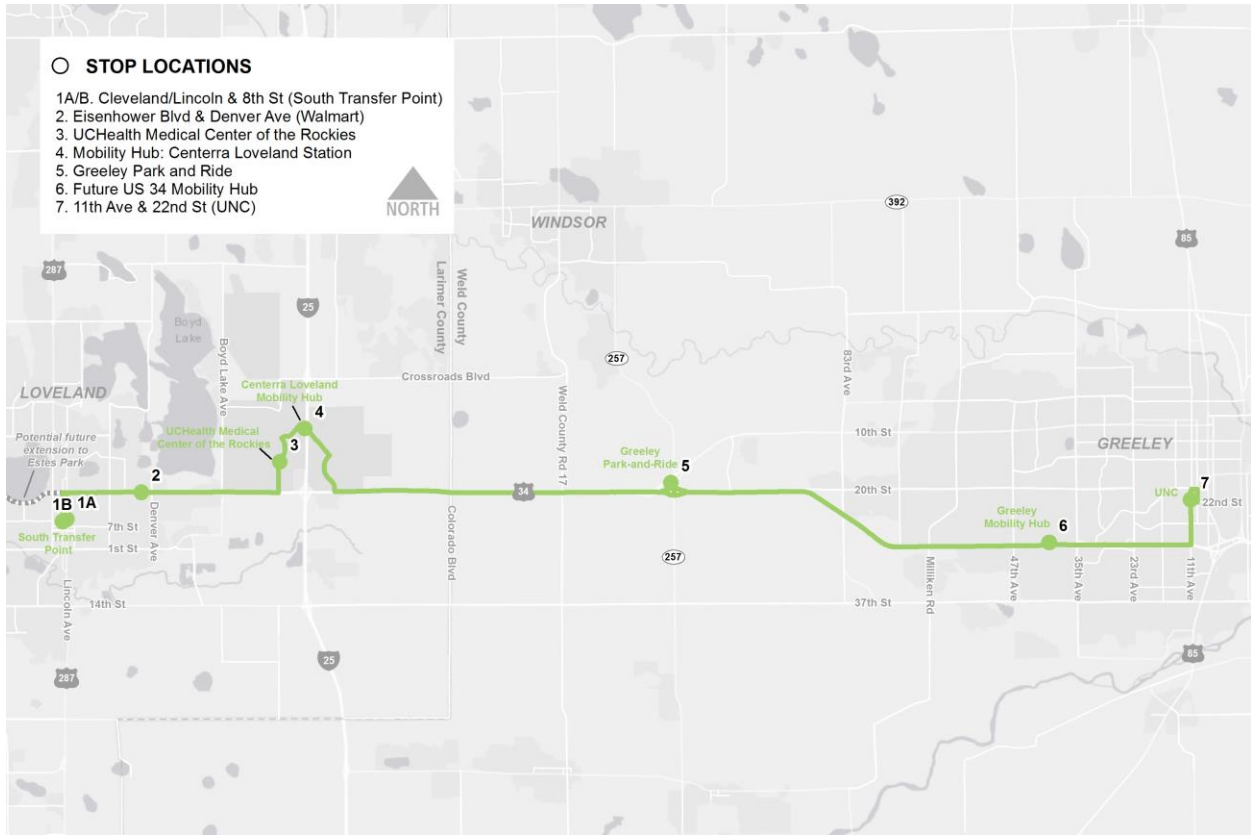 STOP LOCATIONS
1A/B. Cleveland/Lincoln & 8th St (South Transfer Point)
2. Eisenhower Blvd & Denver Ave (Walmart)
3. UCHealth Medical Center of the Rockies
4. Mobility Hub: Centerra Loveland Station
5. Greeley Park and Ride
6. Future US 34 Mobility Hub
7. 11th Ave & 22nd St (UNC)
NORTH
392
WINDSOR
85
287
Larimer County
Weld County
25
Boyd
Lake
Boyd Lake Ave
257
83rd Ave
Crossroads Blvd
Weld County Rd 17
LOVELAND
Centerra Loveland
Mobility Hub
4
UCHealth Medical
Center of the Rockies
3
10th St
GREELEY
Potential future
extension to
Estes Park
Greeley
Park-and-Ride
5
2
34
20th St
7
UNC
22nd St
1B
1A
Denver Ave
7th St
1st St
South Transfer
Point
Greeley
Mobility Hub
6
Colorado Blvd
257
Milliken Rd
47th Ave
35th Ave
23rd Ave
11th Ave
Lincoln Ave
14th St
37th St
25
85
287